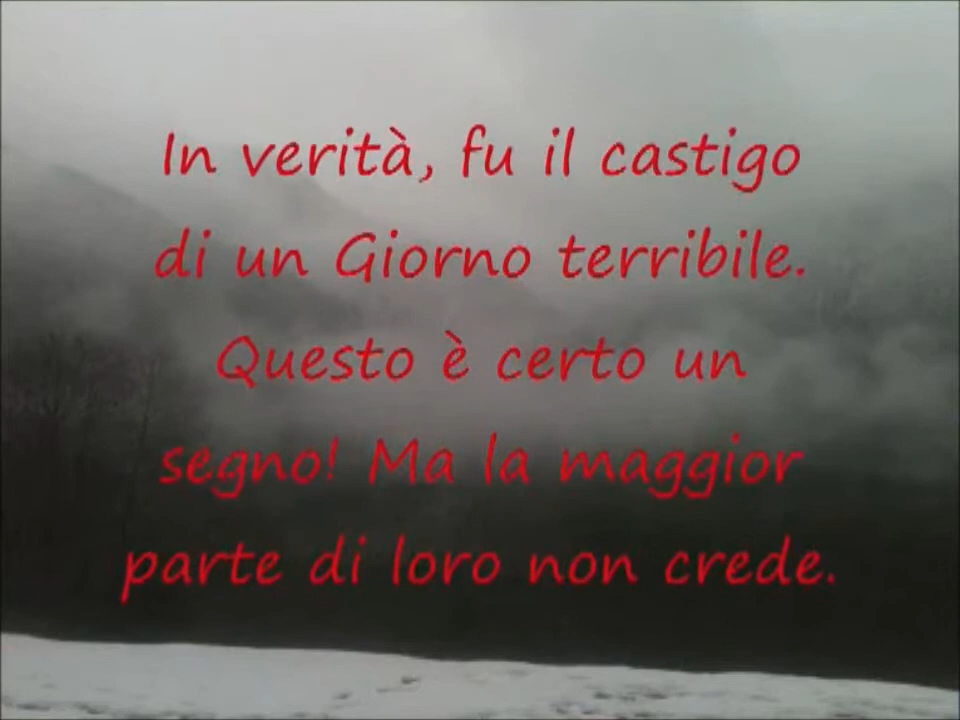 In verità, fu il castigo
di un Giorno terribile.
Questo è certo un
segno! Ma la maggior
parte di loro non crede.